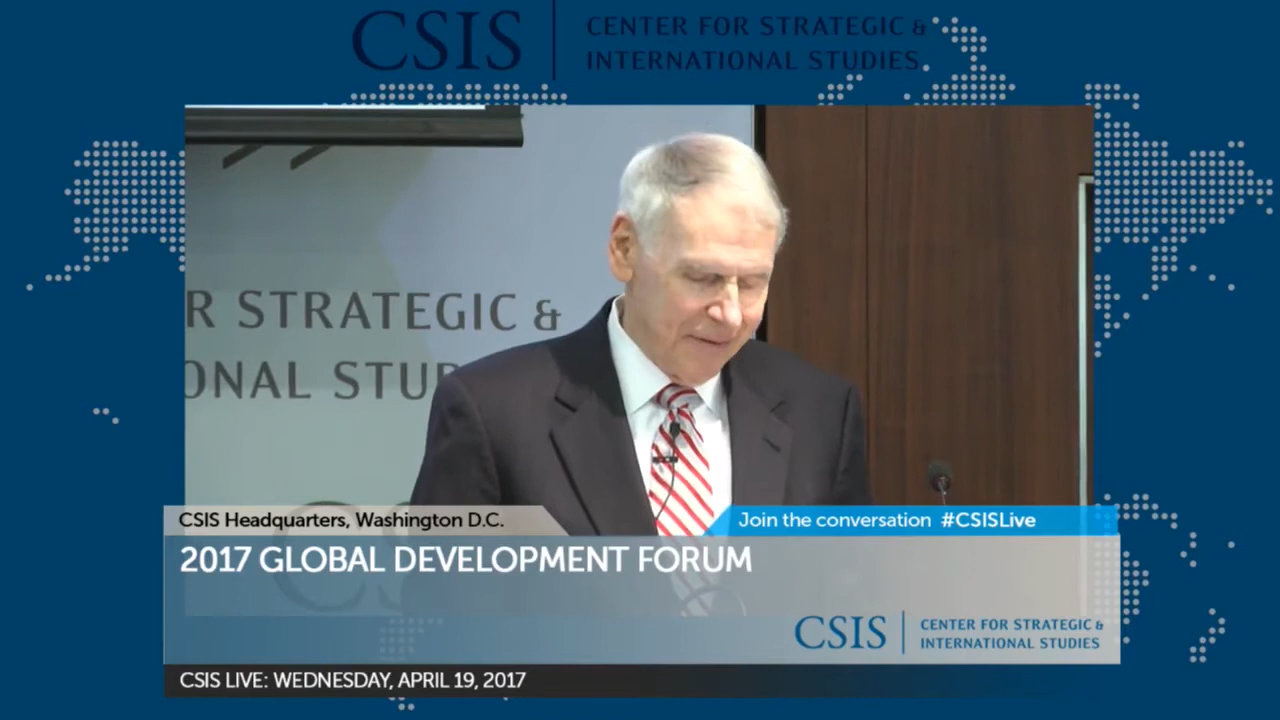 CSIS
CENTER FOR STRATEGIC &
INTERNATIONAL STUDIES
R STRATEGIC &
ONAL STU
CS
CSIS Headquarters, Washington D.C.
Join the conversation #CSISLive
2017 GLOBAL DEVELOPMENT FORUM
CSIS
CENTER FOR STRATEGIC &
INTERNATIONAL STUDIES
CSIS LIVE: WEDNESDAY, APRIL 19, 2017